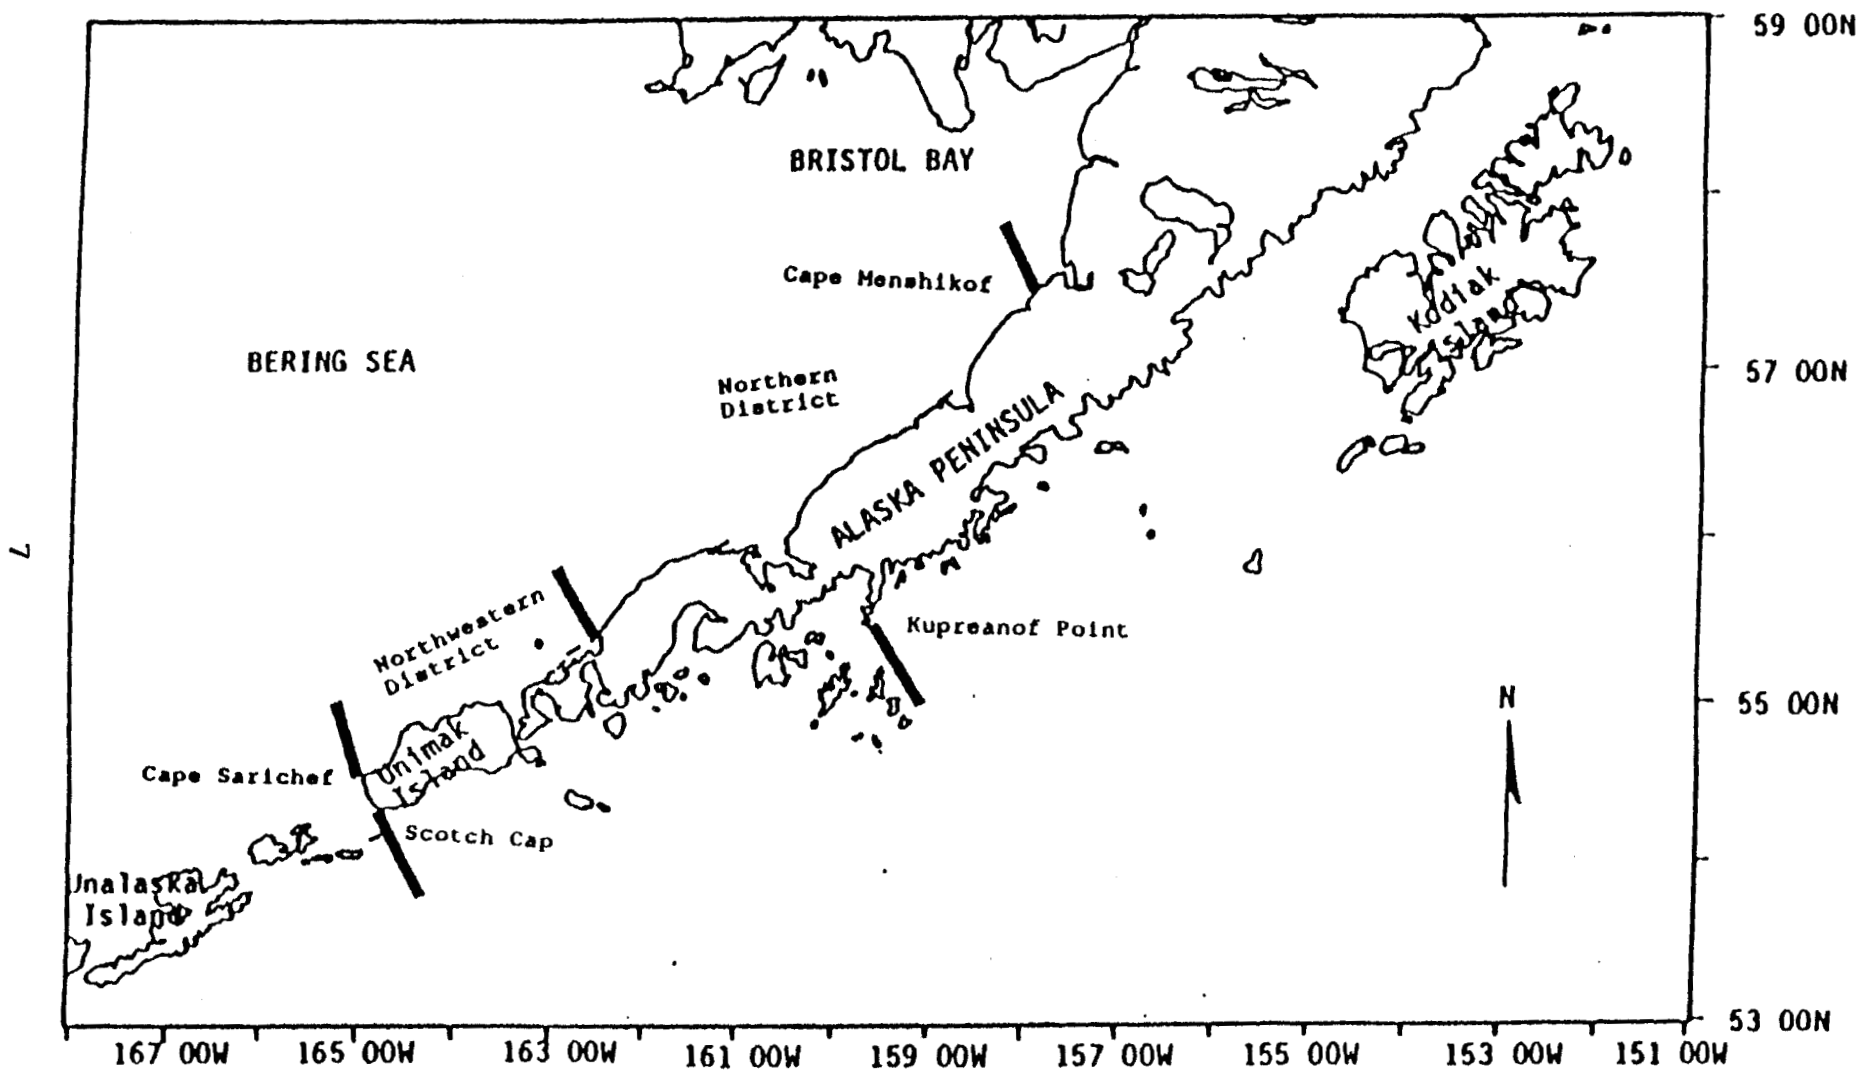 59 00N
BRISTOL BAY
Cape Menshikof
Kodiak
Island
BERING SEA
57 00N
Northern
District
ALASKA PENINSULA
7
Northwestern
District
Kupreanof Point
55 00N
N
Unimak
Island
Cape Sarichef
Scotch Cap
Unalaska
Island
53 00N
167 00W 165 00W 163 00W 161 00W 159 00W 157 00W 155 00W 153 00W 151 00W